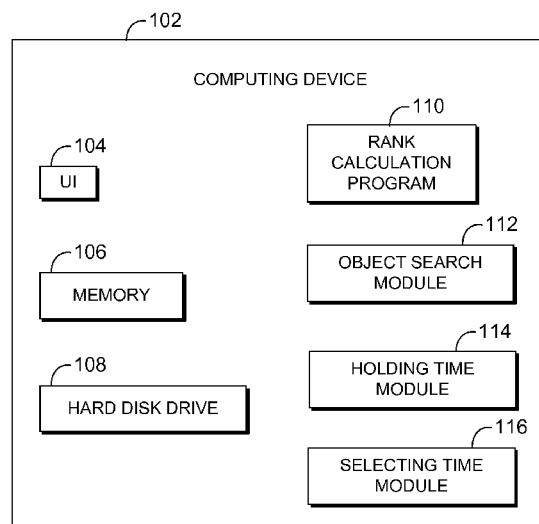 102
COMPUTING DEVICE
104
UI
106
MEMORY
108
HARD DISK DRIVE
110
RANK
CALCULATION
PROGRAM
112
OBJECT SEARCH
MODULE
114
HOLDING TIME
MODULE
116
SELECTING TIME
MODULE